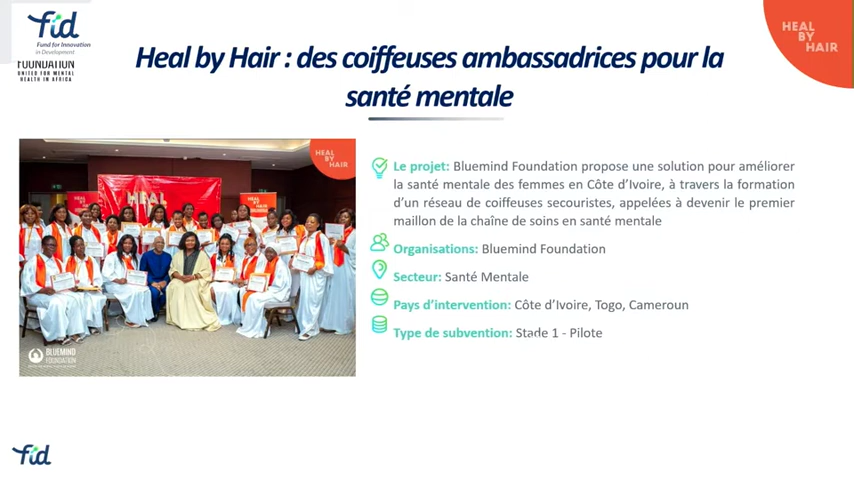 fid
Fund for Innovation
in Development
FOUNDATION
UNITED FOR MENTAL
HEALTH IN AFRICA
HEAL
BY
HAIR
Heal by Hair : des coiffeuses ambassadrices pour la
santé mentale
HEAL
BY
HAIR
HEAL
BLUEMIND
FOUNDATION
Le projet: Bluemind Foundation propose une solution pour améliorer
la santé mentale des femmes en Côte d’Ivoire, à travers la formation
d’un réseau de coiffeuses secouristes, appelées à devenir le premier
maillon de la chaîne de soins en santé mentale
Organisations: Bluemind Foundation
Secteur: Santé Mentale
Pays d’intervention: Côte d’Ivoire, Togo, Cameroun
Type de subvention: Stade 1 - Pilote
fid